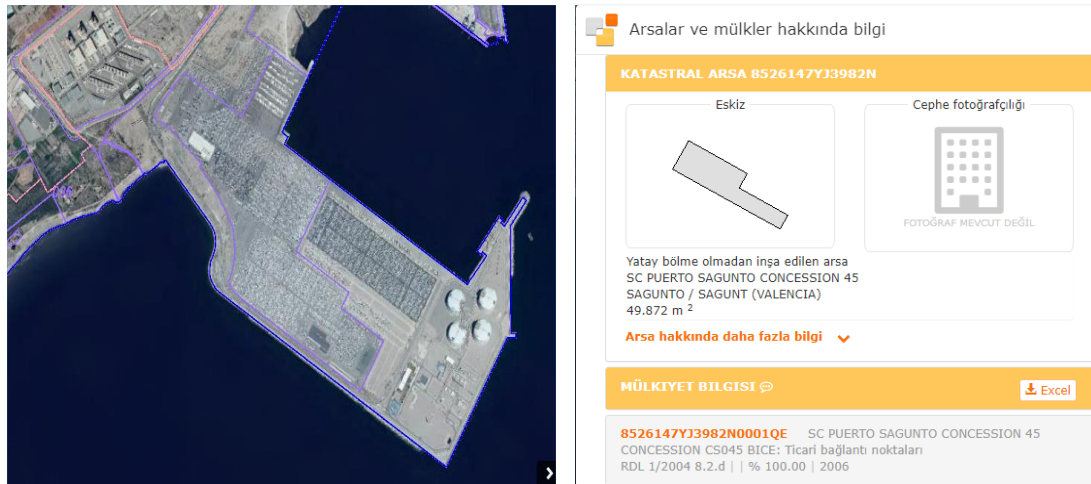 Arsalar ve mülkler hakkında bilgi
KATASTRAL ARSA 8526147YJ3982N
Eskiz
Cephe fotoğrafçılığı
FOTOĞRAF MEVCUT DEĞİL
Yatay bölme olmadan inşa edilen arsa
SC PUERTO SAGUNTO CONCESSION 45
SAGUNTO / SAGUNT (VALENCIA)
49.872 m 2
Arsa hakkında daha fazla bilgi
MÜLKIYET BILGISI
Excel
8526147YJ3982N0001QE SC PUERTO SAGUNTO CONCESSION 45
CONCESSION CS045 BICE: Ticari bağlantı noktaları
RDL 1/2004 8.2.d | | % 100.00 | 2006